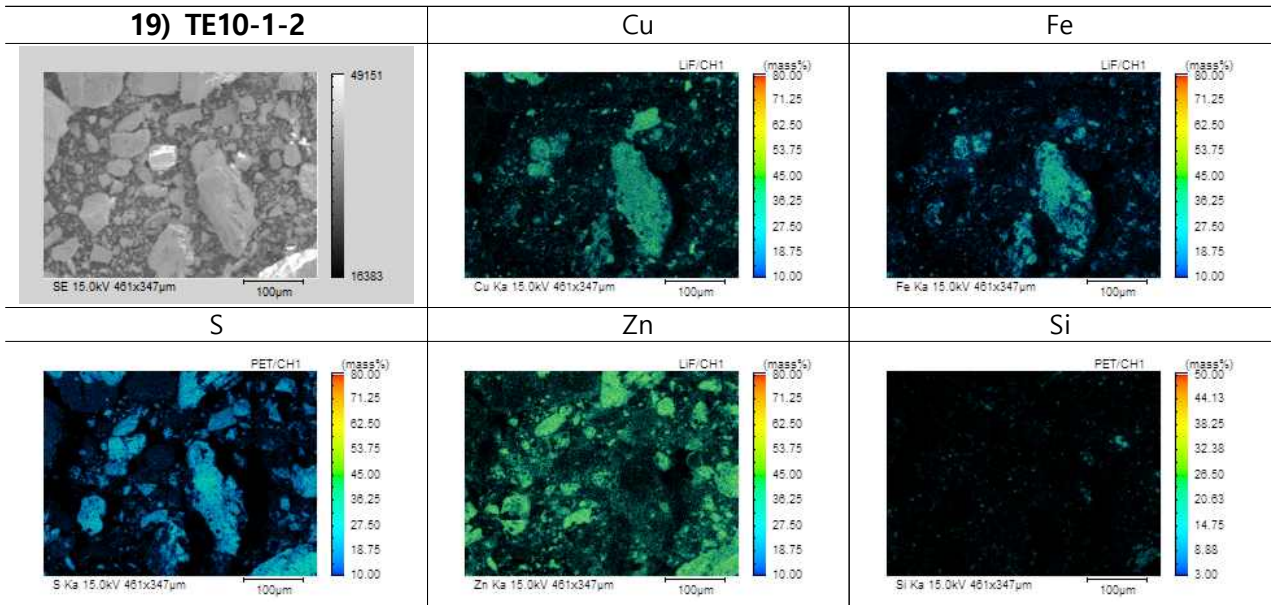 19) TE10-1-2
Cu
Fe
49151
16383
SE 15.0kV 461x347µm
100µm
LiF/CH1
(mass%)
80.00
71.25
62.50
53.75
45.00
36.25
27.50
18.75
10.00
Cu Ka 15.0kV 461x347µm
100µm
LiF/CH1
(mass%)
80.00
71.25
62.50
53.75
45.00
36.25
27.50
18.75
10.00
Fe Ka 15.0kV 461x347µm
100µm
S
Zn
Si
PET/CH1
(mass%)
80.00
71.25
62.50
53.75
45.00
36.25
27.50
18.75
10.00
S Ka 15.0kV 461x347µm
100µm
LiF/CH1
(mass%)
80.00
71.25
62.50
53.75
45.00
36.25
27.50
18.75
10.00
Zn Ka 15.0kV 461x347µm
100µm
PET/CH1
(mass%)
50.00
44.13
38.25
32.38
26.50
20.63
14.75
8.88
3.00
Si Ka 15.0kV 461x347µm
100µm